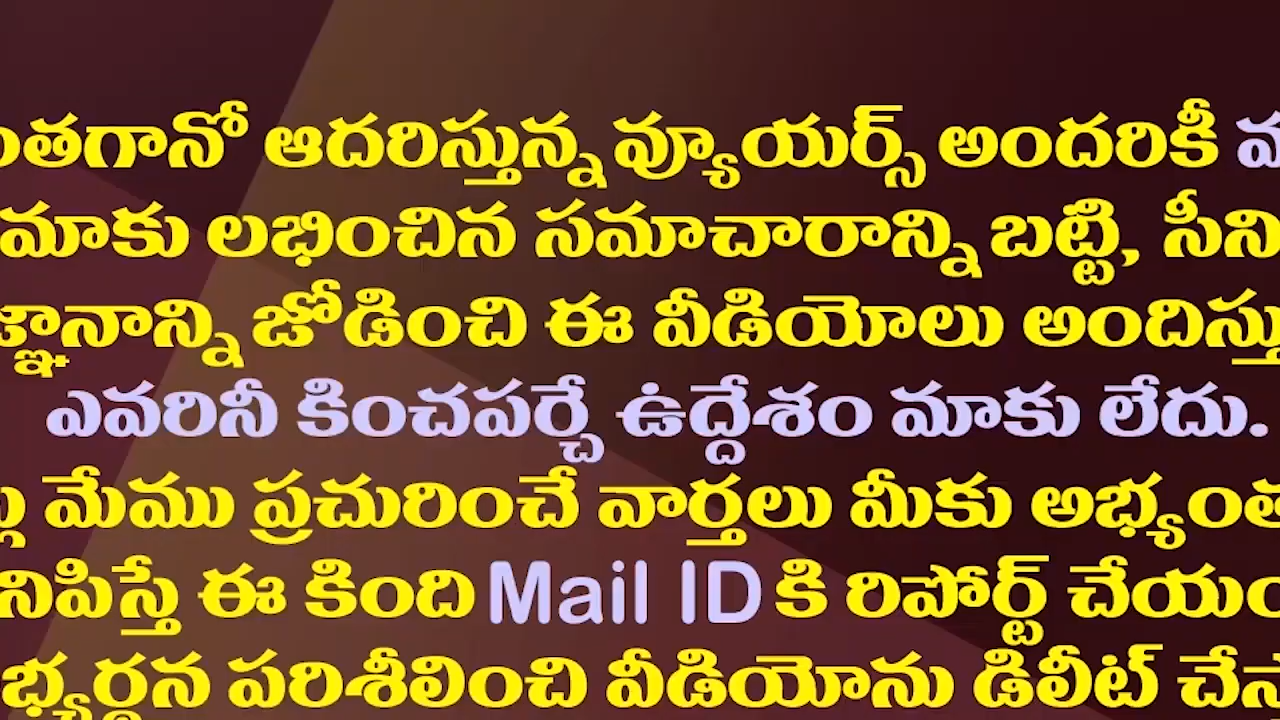 ంతగానో ఆదరిస్తున్న వ్యూయర్స్ అందరికీ
మాకు లభించిన సమాచారాన్ని బట్టి, సీని
జ్ఞానాన్ని జోడించి ఈ వీడియోలు అందిస్తు
ఎవరినీ కించపర్చే ఉద్దేశం మాకు లేదు.
మేము ప్రచురించే వార్తలు మీకు అభ్యంత
నిపిస్తే ఈ కింది Mail ID కి రిపోర్ట్ చేయం
భ్యర్థన పరిశీలించి వీడియోను డిలీట్ చేస